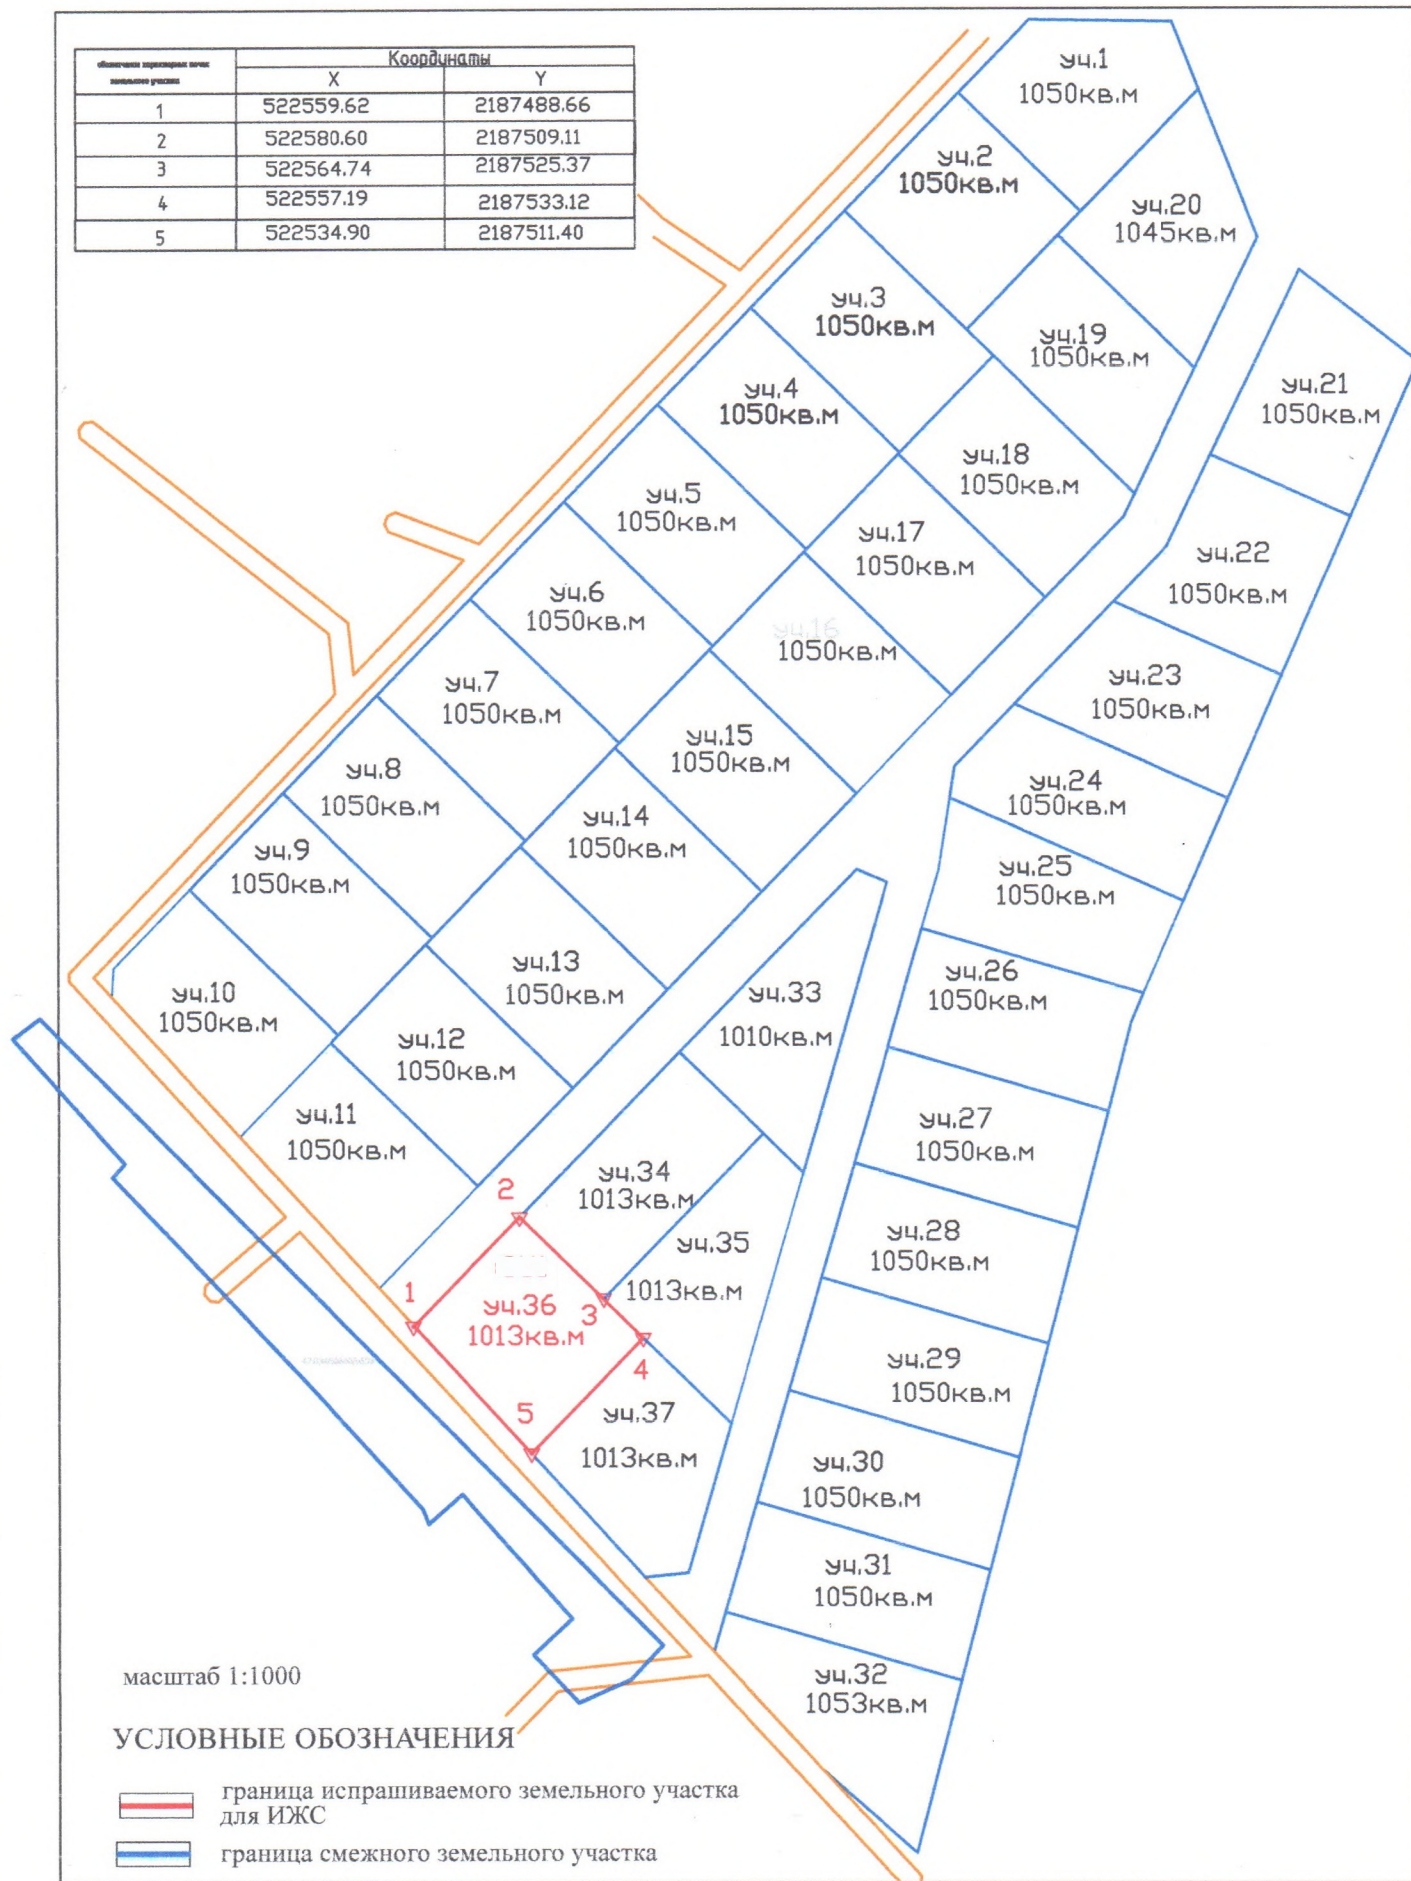 Координаты
X Y
1 522559.62 2187488.66
2 522580.60 2187509.11
3 522564.74 2187525.37
4 522557.19 2187533.12
5 522534.90 2187511.40
уч.1
1050кв.м
уч.2
1050кв.м
уч.20
1045кв.м
уч.3
1050кв.м
уч.19
1050кв.м
уч.21
1050кв.м
уч.4
1050кв.м
уч.18
1050кв.м
уч.5
1050кв.м
уч.17
1050кв.м
уч.22
1050кв.м
уч.6
1050кв.м
уч.16
1050кв.м
уч.23
1050кв.м
уч.7
1050кв.м
уч.15
1050кв.м
уч.8
1050кв.м
уч.24
1050кв.м
уч.14
1050кв.м
уч.9
1050кв.м
уч.25
1050кв.м
уч.13
1050кв.м
уч.26
1050кв.м
уч.10
1050кв.м
уч.33
1010кв.м
уч.12
1050кв.м
уч.11
1050кв.м
уч.27
1050кв.м
уч.34
1013кв.м
2
уч.28
1050кв.м
уч.35
1013кв.м
1
3
уч.36
1013кв.м
4
уч.29
1050кв.м
5
уч.37
1013кв.м
уч.30
1050кв.м
уч.31
1050кв.м
уч.32
1053кв.м
масштаб 1:1000
УСЛОВНЫЕ ОБОЗНАЧЕНИЯ
граница испрашиваемого земельного участка
для ИЖС
граница смежного земельного участка